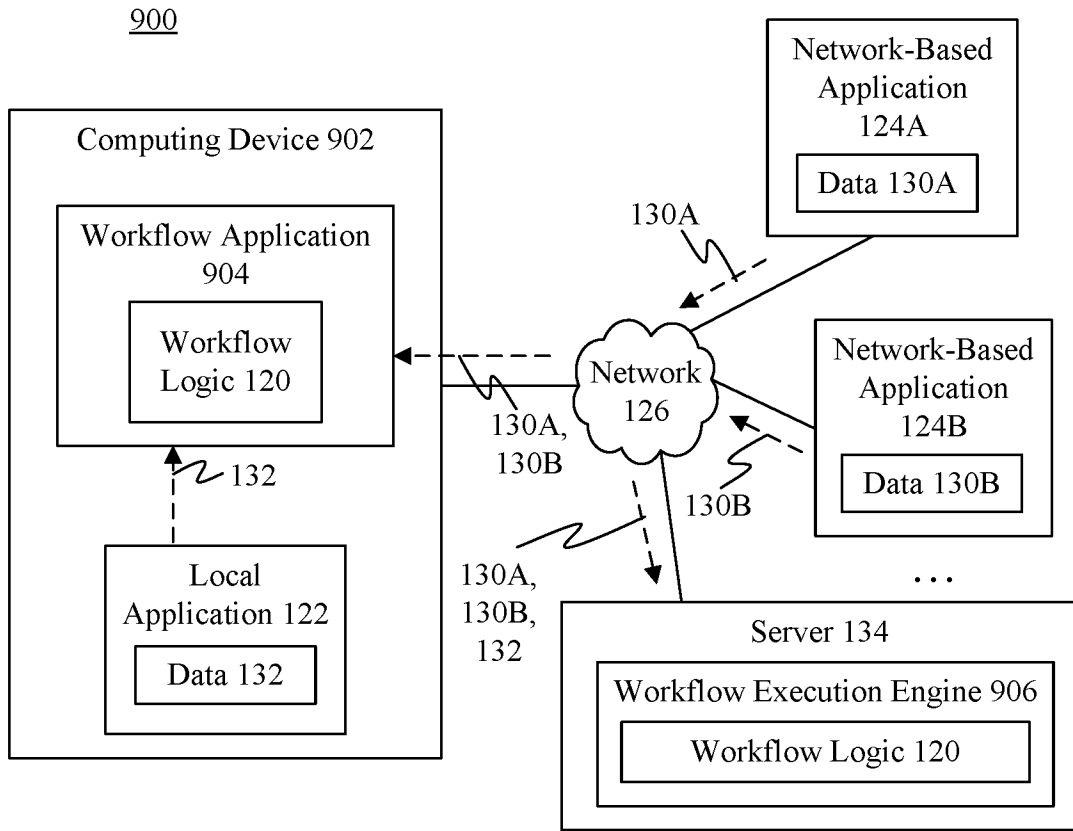 900
Computing Device 902
Workflow Application
904
Workflow
Logic 120
132
Local
Application 122
Data 132
130A,
130B
Network
126
130A
Network-Based
Application
124A
Data 130A
Network-Based
Application
124B
Data 130B
130B
130A,
130B,
132
...
Server 134
Workflow Execution Engine 906
Workflow Logic 120